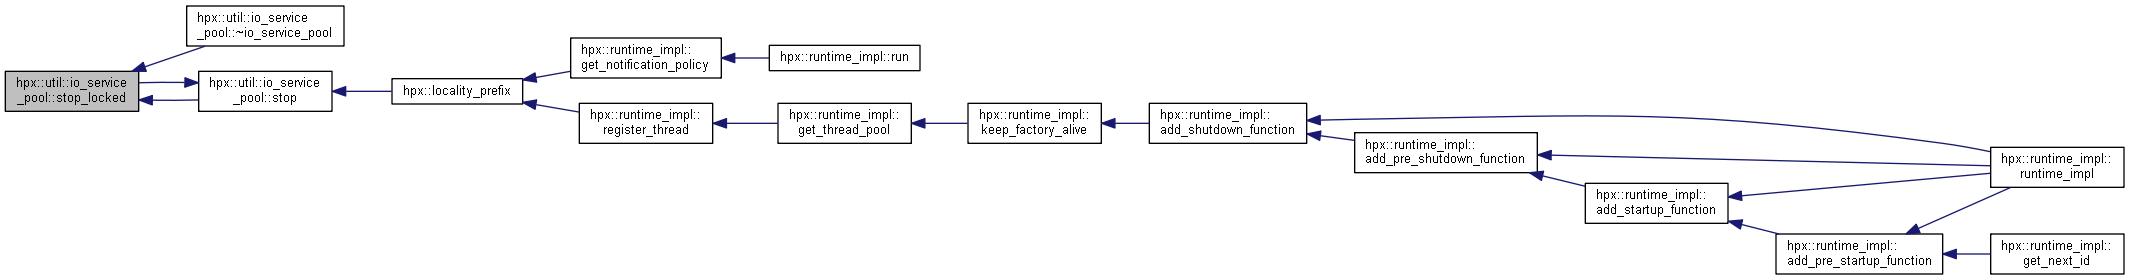 hpx::util::io_service
_pool::~io_service_pool
hpx::util::io_service
_pool::stop_locked
hpx::util::io_service
_pool::stop
hpx::locality_prefix
hpx::runtime_impl::
get_notification_policy
hpx::runtime_impl::run
hpx::runtime_impl::
register_thread
hpx::runtime_impl::
get_thread_pool
hpx::runtime_impl::
keep_factory_alive
hpx::runtime_impl::
add_shutdown_function
hpx::runtime_impl::
add_pre_shutdown_function
hpx::runtime_impl::
add_startup_function
hpx::runtime_impl::
add_pre_startup_function
hpx::runtime_impl::
runtime_impl
hpx::runtime_impl::
get_next_id